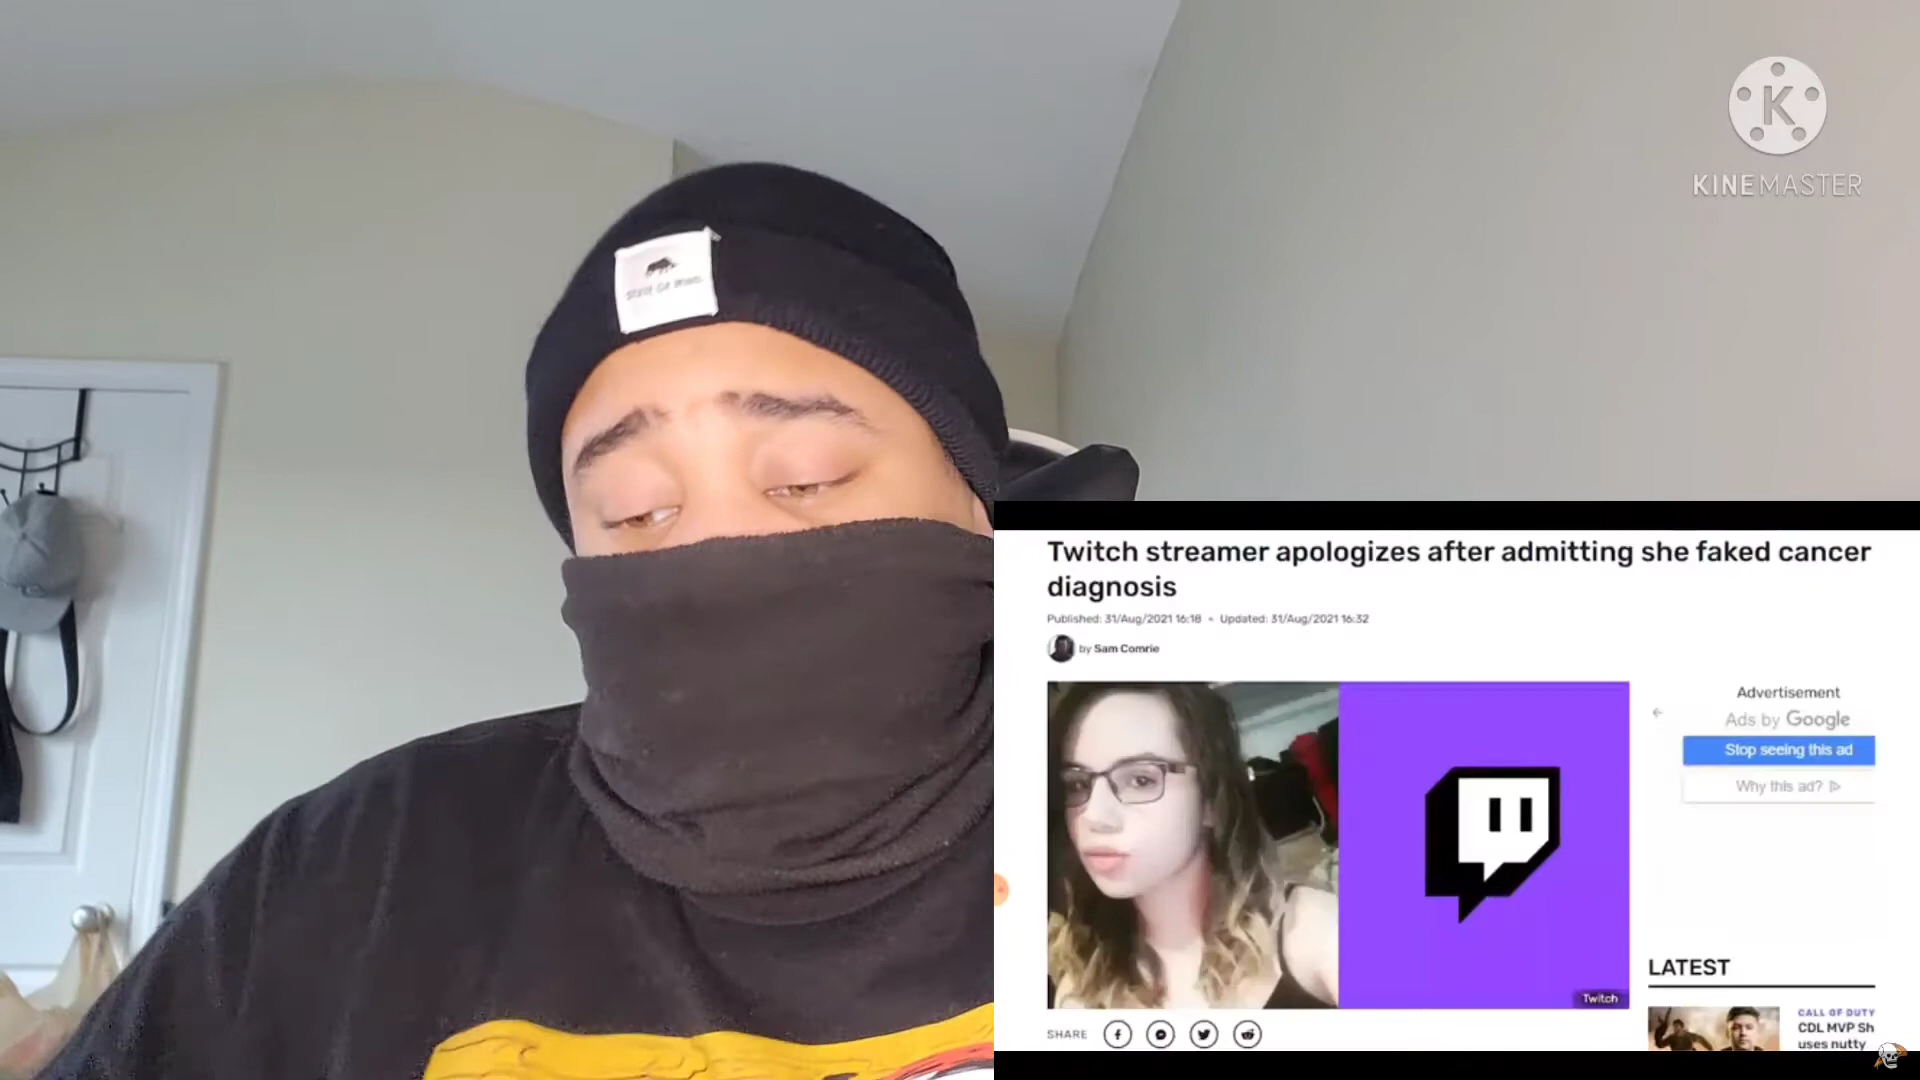 KINEMASTER
Twitch streamer apologizes after admitting she faked cancer
diagnosis
Published: 31/Aug/2021 16:18 • Updated: 31/Aug/2021 16:32
by Sam Comrie
Advertisement
Ads by Google
Stop seeing this ad
Why this ad?
Twitch
LATEST
SHARE
CALL OF DUTY
CDL MVP Sh
uses nutty